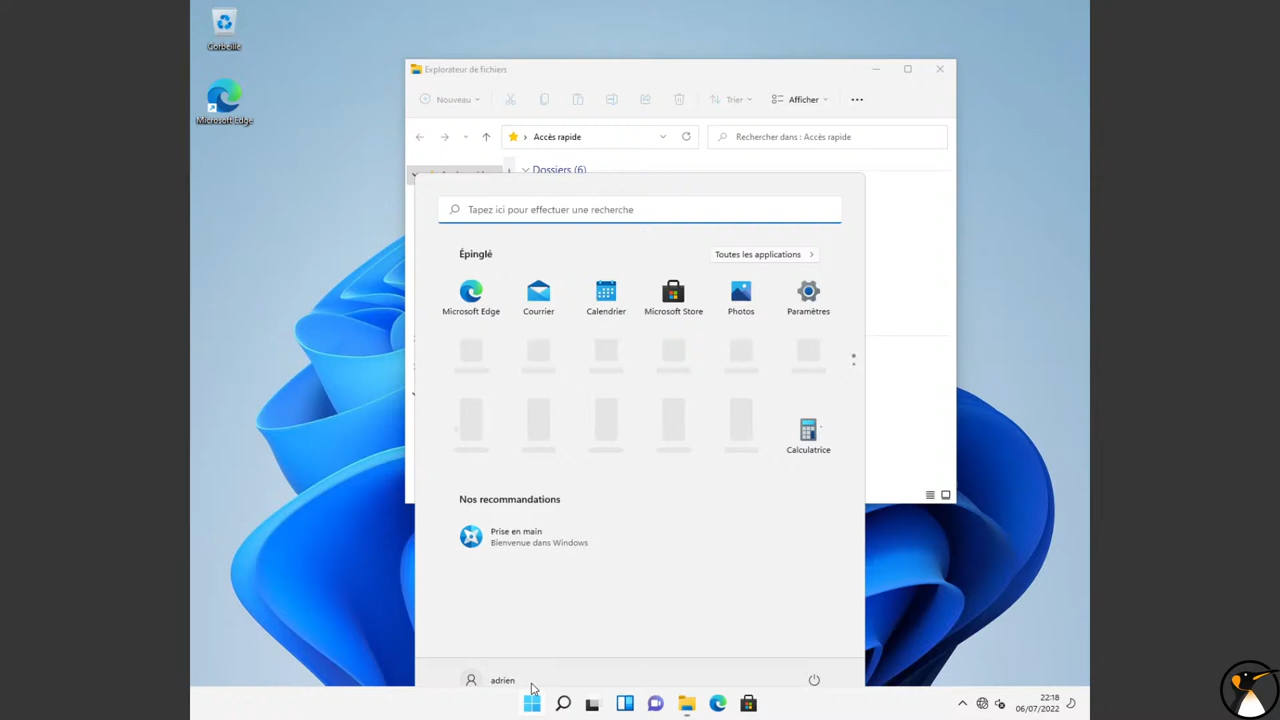 Corbeille
Microsoft Edge
Explorateur de fichiers
Nouveau
Trier
Afficher
Accès rapide
Rechercher dans : Accès rapide
Dossiers (6)
Tapez ici pour effectuer une recherche
Épinglé
Toutes les applications
Microsoft Edge
Courrier
Calendrier
Microsoft Store
Photos
Paramètres
Calculatrice
Nos recommandations
Prise en main
Bienvenue dans Windows
adrien
22:18
06/07/2022